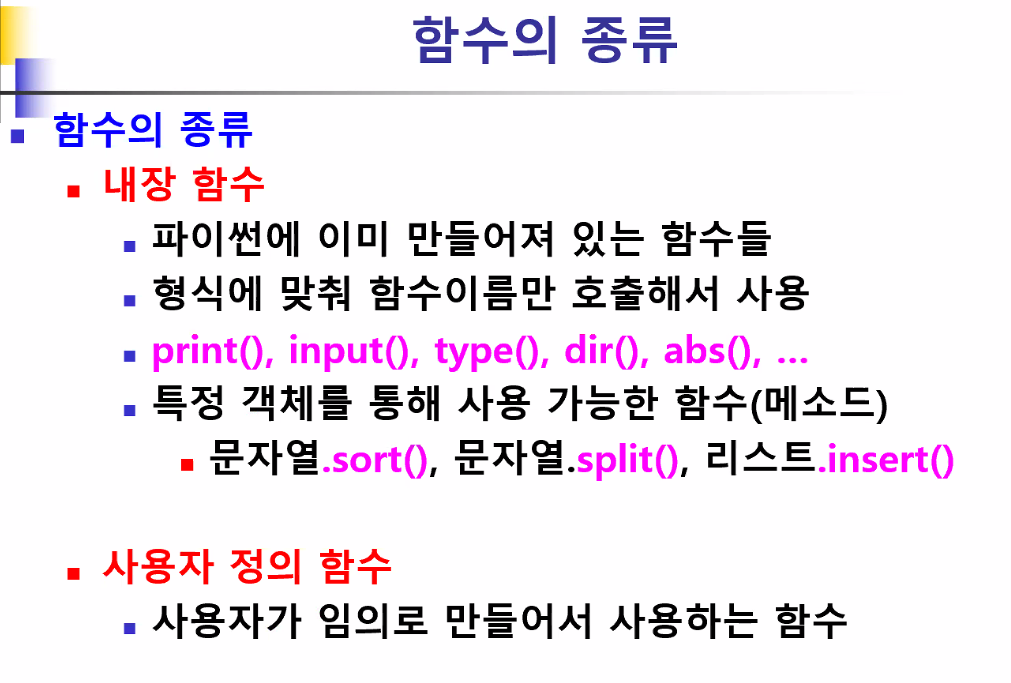 함수의 종류
함수의 종류
내장 함수
파이썬에 이미 만들어져 있는 함수들
형식에 맞춰 함수이름만 호출해서 사용
print(), input(), type(), dir(), abs(), ...
특정 객체를 통해 사용 가능한 함수(메소드)
문자열.sort(), 문자열.split(), 리스트.insert()
사용자 정의 함수
사용자가 임의로 만들어서 사용하는 함수